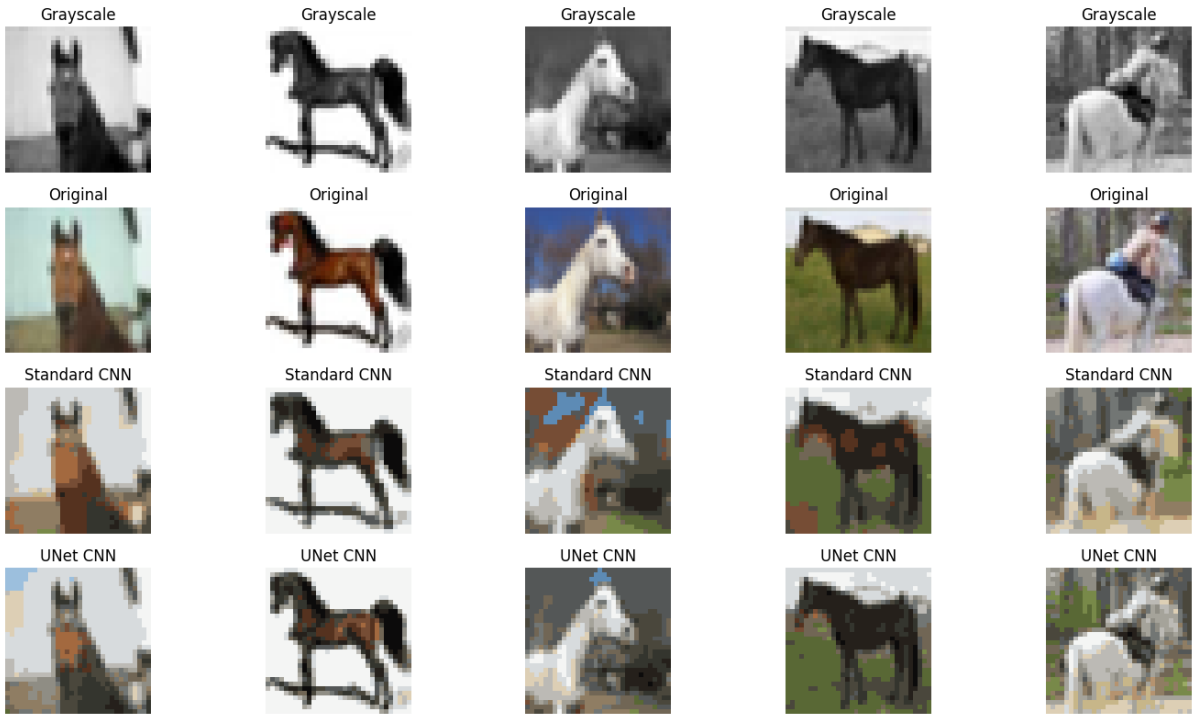 Grayscale Grayscale Grayscale Grayscale Grayscale
Original Original Original Original Original
Standard CNN Standard CNN Standard CNN Standard CNN Standard CNN
UNet CNN UNet CNN UNet CNN UNet CNN UNet CNN